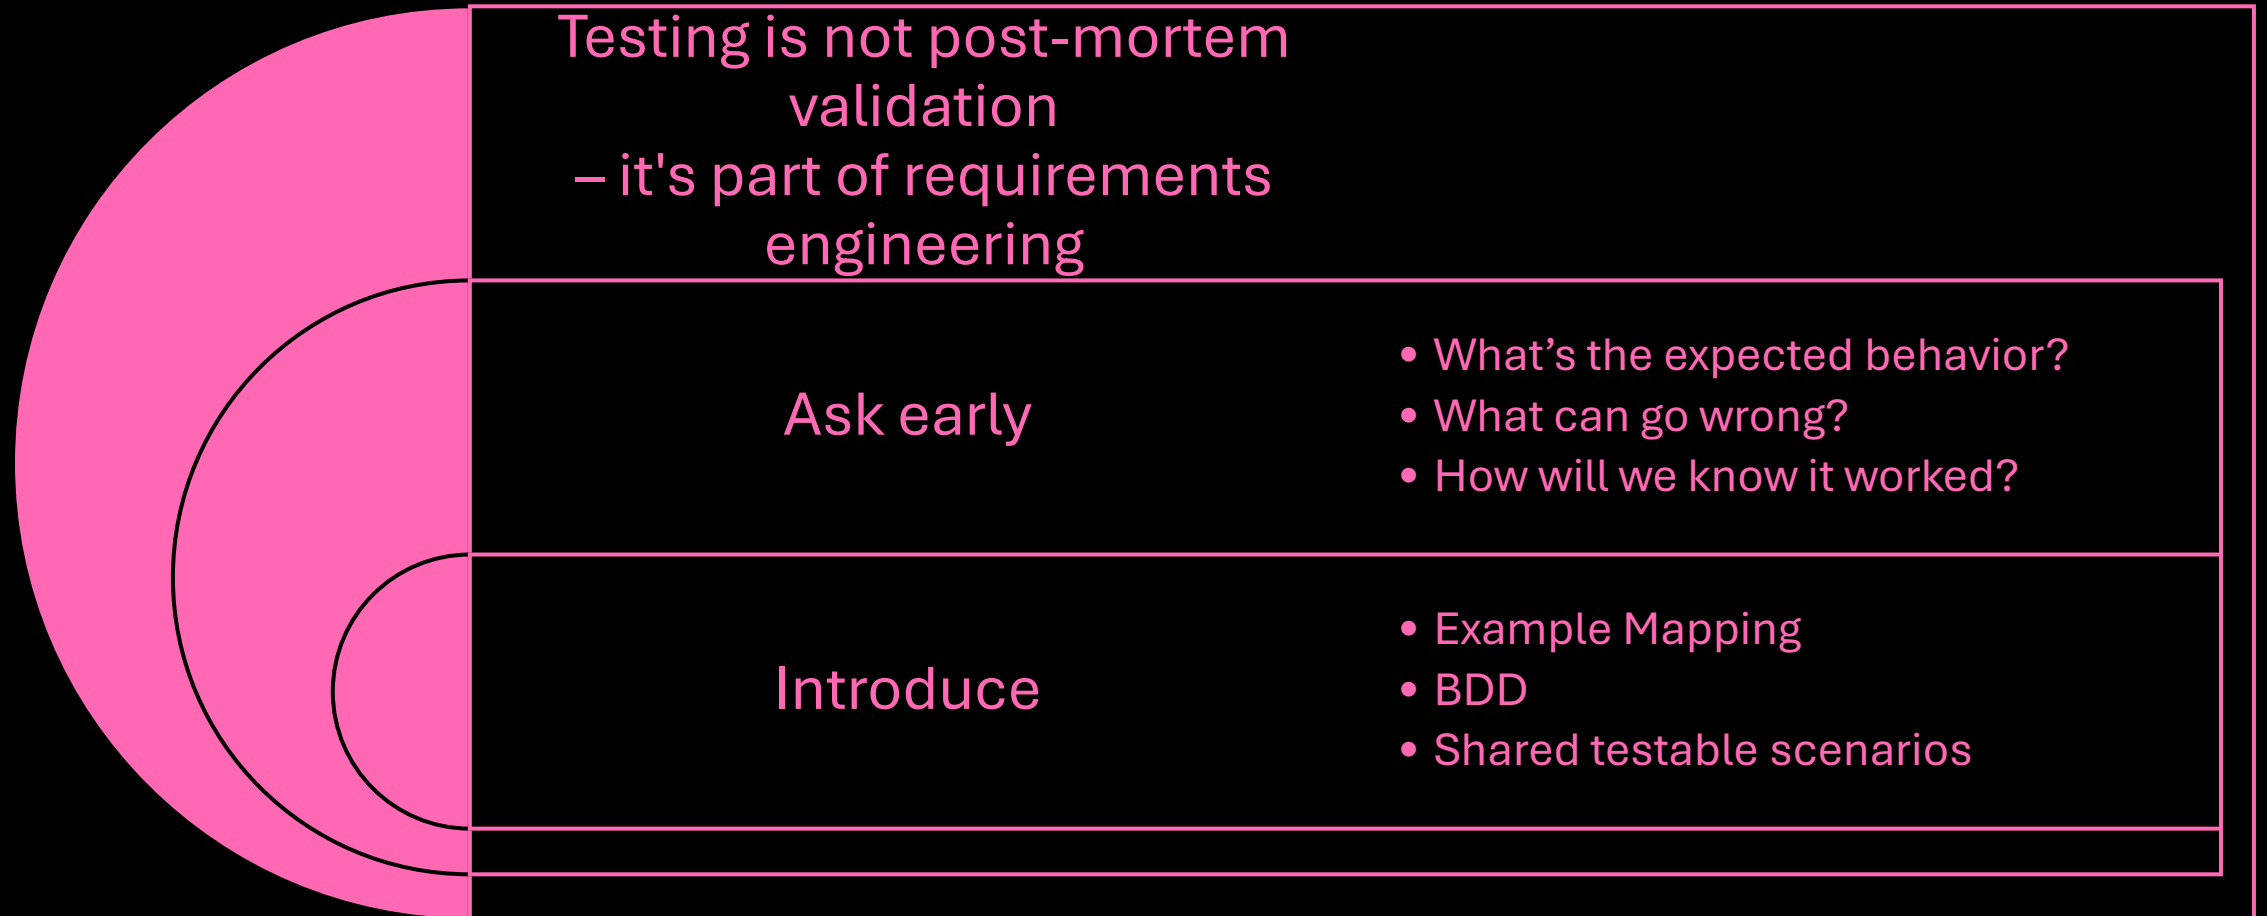 Testing is not post-mortem
validation
– it's part of requirements
engineering
Ask early
• What’s the expected behavior?
• What can go wrong?
• How will we know it worked?
Introduce
• Example Mapping
• BDD
• Shared testable scenarios